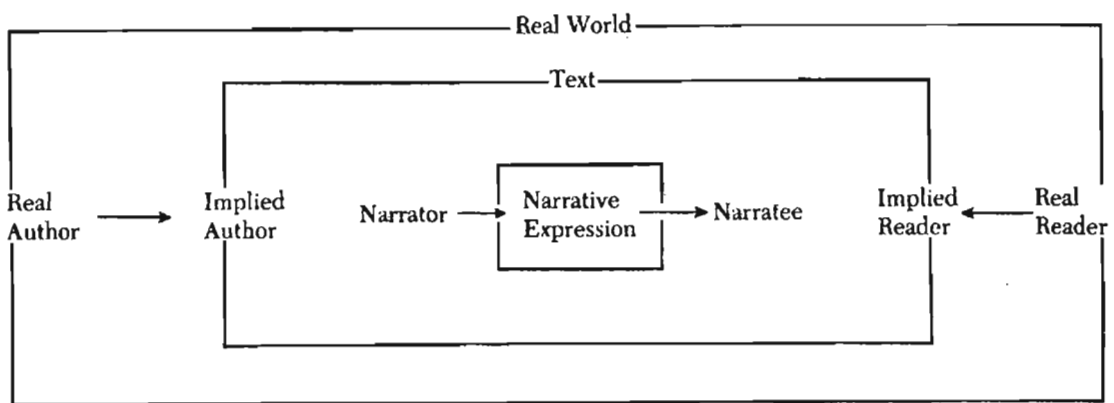 Real World
Text
Real
Author
Implied
Author
Narrator
Narrative
Expression
Narratee
Implied
Reader
Real
Reader